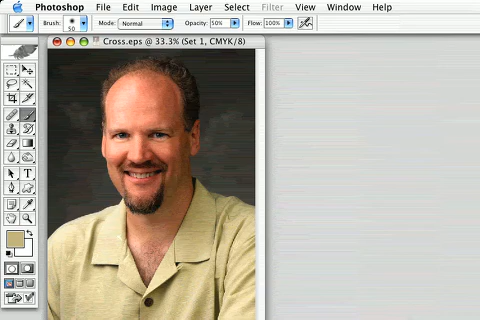 Photoshop File Edit Image Layer Select Filter View Window Help
Brush: 50 Mode: Normal Opacity: 50% Flow: 100%
Cross.eps @ 33.3% (Set 1, CMYK/8)
T